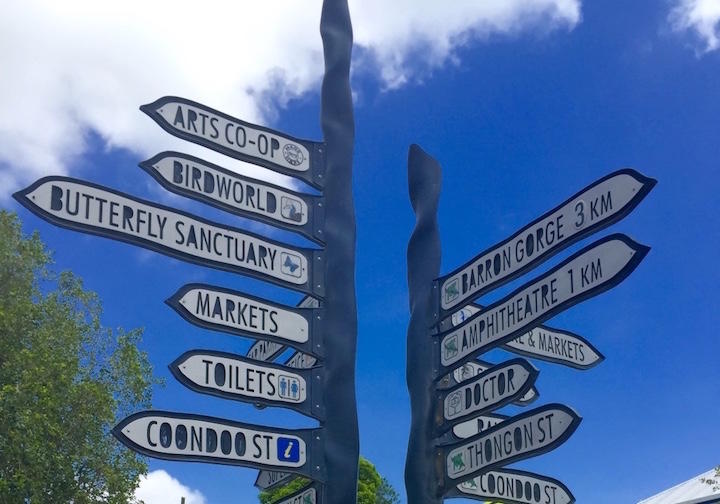 ARTS CO-OP
BIRDWORLD
BUTTERFLY SANCTUARY
MARKETS
TOILETS
COONDOO ST
BARRON GORGE 3 KM
AMPHITHEATRE 1 KM
& MARKETS
DOCTOR
THONGON ST
COONDOO ST